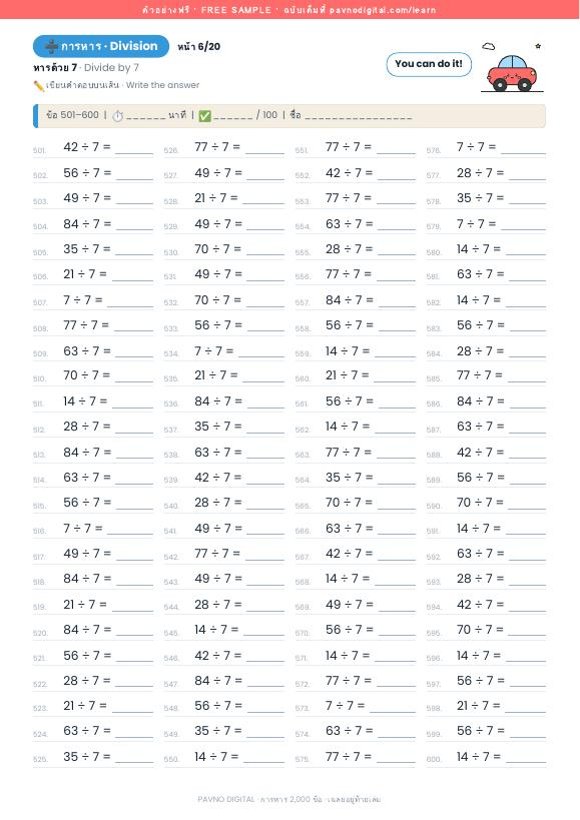 ตัวอย่างฟรี · FREE SAMPLE · ฉบับเต็มที่ pavnodigital.com/learn
➗ การหาร · Division หน้า 6/20
หารด้วย 7 · Divide by 7
You can do it!
✏️ เขียนคำตอบบนเส้น · Write the answer
ข้อ 501–600 | ⏱️ ______ นาที | ✅ ______ / 100 | ชื่อ ________________
501. 42 ÷ 7 = ______ 526. 77 ÷ 7 = ______ 551. 77 ÷ 7 = ______ 576. 7 ÷ 7 = ______
502. 56 ÷ 7 = ______ 527. 49 ÷ 7 = ______ 552. 42 ÷ 7 = ______ 577. 28 ÷ 7 = ______
503. 49 ÷ 7 = ______ 528. 21 ÷ 7 = ______ 553. 77 ÷ 7 = ______ 578. 35 ÷ 7 = ______
504. 84 ÷ 7 = ______ 529. 49 ÷ 7 = ______ 554. 63 ÷ 7 = ______ 579. 7 ÷ 7 = ______
505. 35 ÷ 7 = ______ 530. 70 ÷ 7 = ______ 555. 28 ÷ 7 = ______ 580. 14 ÷ 7 = ______
506. 21 ÷ 7 = ______ 531. 49 ÷ 7 = ______ 556. 77 ÷ 7 = ______ 581. 63 ÷ 7 = ______
507. 7 ÷ 7 = ______ 532. 70 ÷ 7 = ______ 557. 84 ÷ 7 = ______ 582. 14 ÷ 7 = ______
508. 77 ÷ 7 = ______ 533. 56 ÷ 7 = ______ 558. 56 ÷ 7 = ______ 583. 56 ÷ 7 = ______
509. 63 ÷ 7 = ______ 534. 7 ÷ 7 = ______ 559. 14 ÷ 7 = ______ 584. 28 ÷ 7 = ______
510. 70 ÷ 7 = ______ 535. 21 ÷ 7 = ______ 560. 21 ÷ 7 = ______ 585. 77 ÷ 7 = ______
511. 14 ÷ 7 = ______ 536. 84 ÷ 7 = ______ 561. 56 ÷ 7 = ______ 586. 84 ÷ 7 = ______
512. 28 ÷ 7 = ______ 537. 35 ÷ 7 = ______ 562. 14 ÷ 7 = ______ 587. 63 ÷ 7 = ______
513. 84 ÷ 7 = ______ 538. 63 ÷ 7 = ______ 563. 77 ÷ 7 = ______ 588. 42 ÷ 7 = ______
514. 63 ÷ 7 = ______ 539. 42 ÷ 7 = ______ 564. 35 ÷ 7 = ______ 589. 56 ÷ 7 = ______
515. 56 ÷ 7 = ______ 540. 28 ÷ 7 = ______ 565. 70 ÷ 7 = ______ 590. 70 ÷ 7 = ______
516. 7 ÷ 7 = ______ 541. 49 ÷ 7 = ______ 566. 63 ÷ 7 = ______ 591. 14 ÷ 7 = ______
517. 49 ÷ 7 = ______ 542. 77 ÷ 7 = ______ 567. 42 ÷ 7 = ______ 592. 63 ÷ 7 = ______
518. 84 ÷ 7 = ______ 543. 49 ÷ 7 = ______ 568. 14 ÷ 7 = ______ 593. 28 ÷ 7 = ______
519. 21 ÷ 7 = ______ 544. 28 ÷ 7 = ______ 569. 49 ÷ 7 = ______ 594. 42 ÷ 7 = ______
520. 84 ÷ 7 = ______ 545. 14 ÷ 7 = ______ 570. 56 ÷ 7 = ______ 595. 70 ÷ 7 = ______
521. 56 ÷ 7 = ______ 546. 42 ÷ 7 = ______ 571. 14 ÷ 7 = ______ 596. 14 ÷ 7 = ______
522. 28 ÷ 7 = ______ 547. 84 ÷ 7 = ______ 572. 77 ÷ 7 = ______ 597. 56 ÷ 7 = ______
523. 21 ÷ 7 = ______ 548. 56 ÷ 7 = ______ 573. 7 ÷ 7 = ______ 598. 21 ÷ 7 = ______
524. 63 ÷ 7 = ______ 549. 35 ÷ 7 = ______ 574. 63 ÷ 7 = ______ 599. 56 ÷ 7 = ______
525. 35 ÷ 7 = ______ 550. 14 ÷ 7 = ______ 575. 77 ÷ 7 = ______ 600. 14 ÷ 7 = ______
PAVNO DIGITAL · การหาร 2,000 ข้อ · เฉลยอยู่ท้ายเล่ม